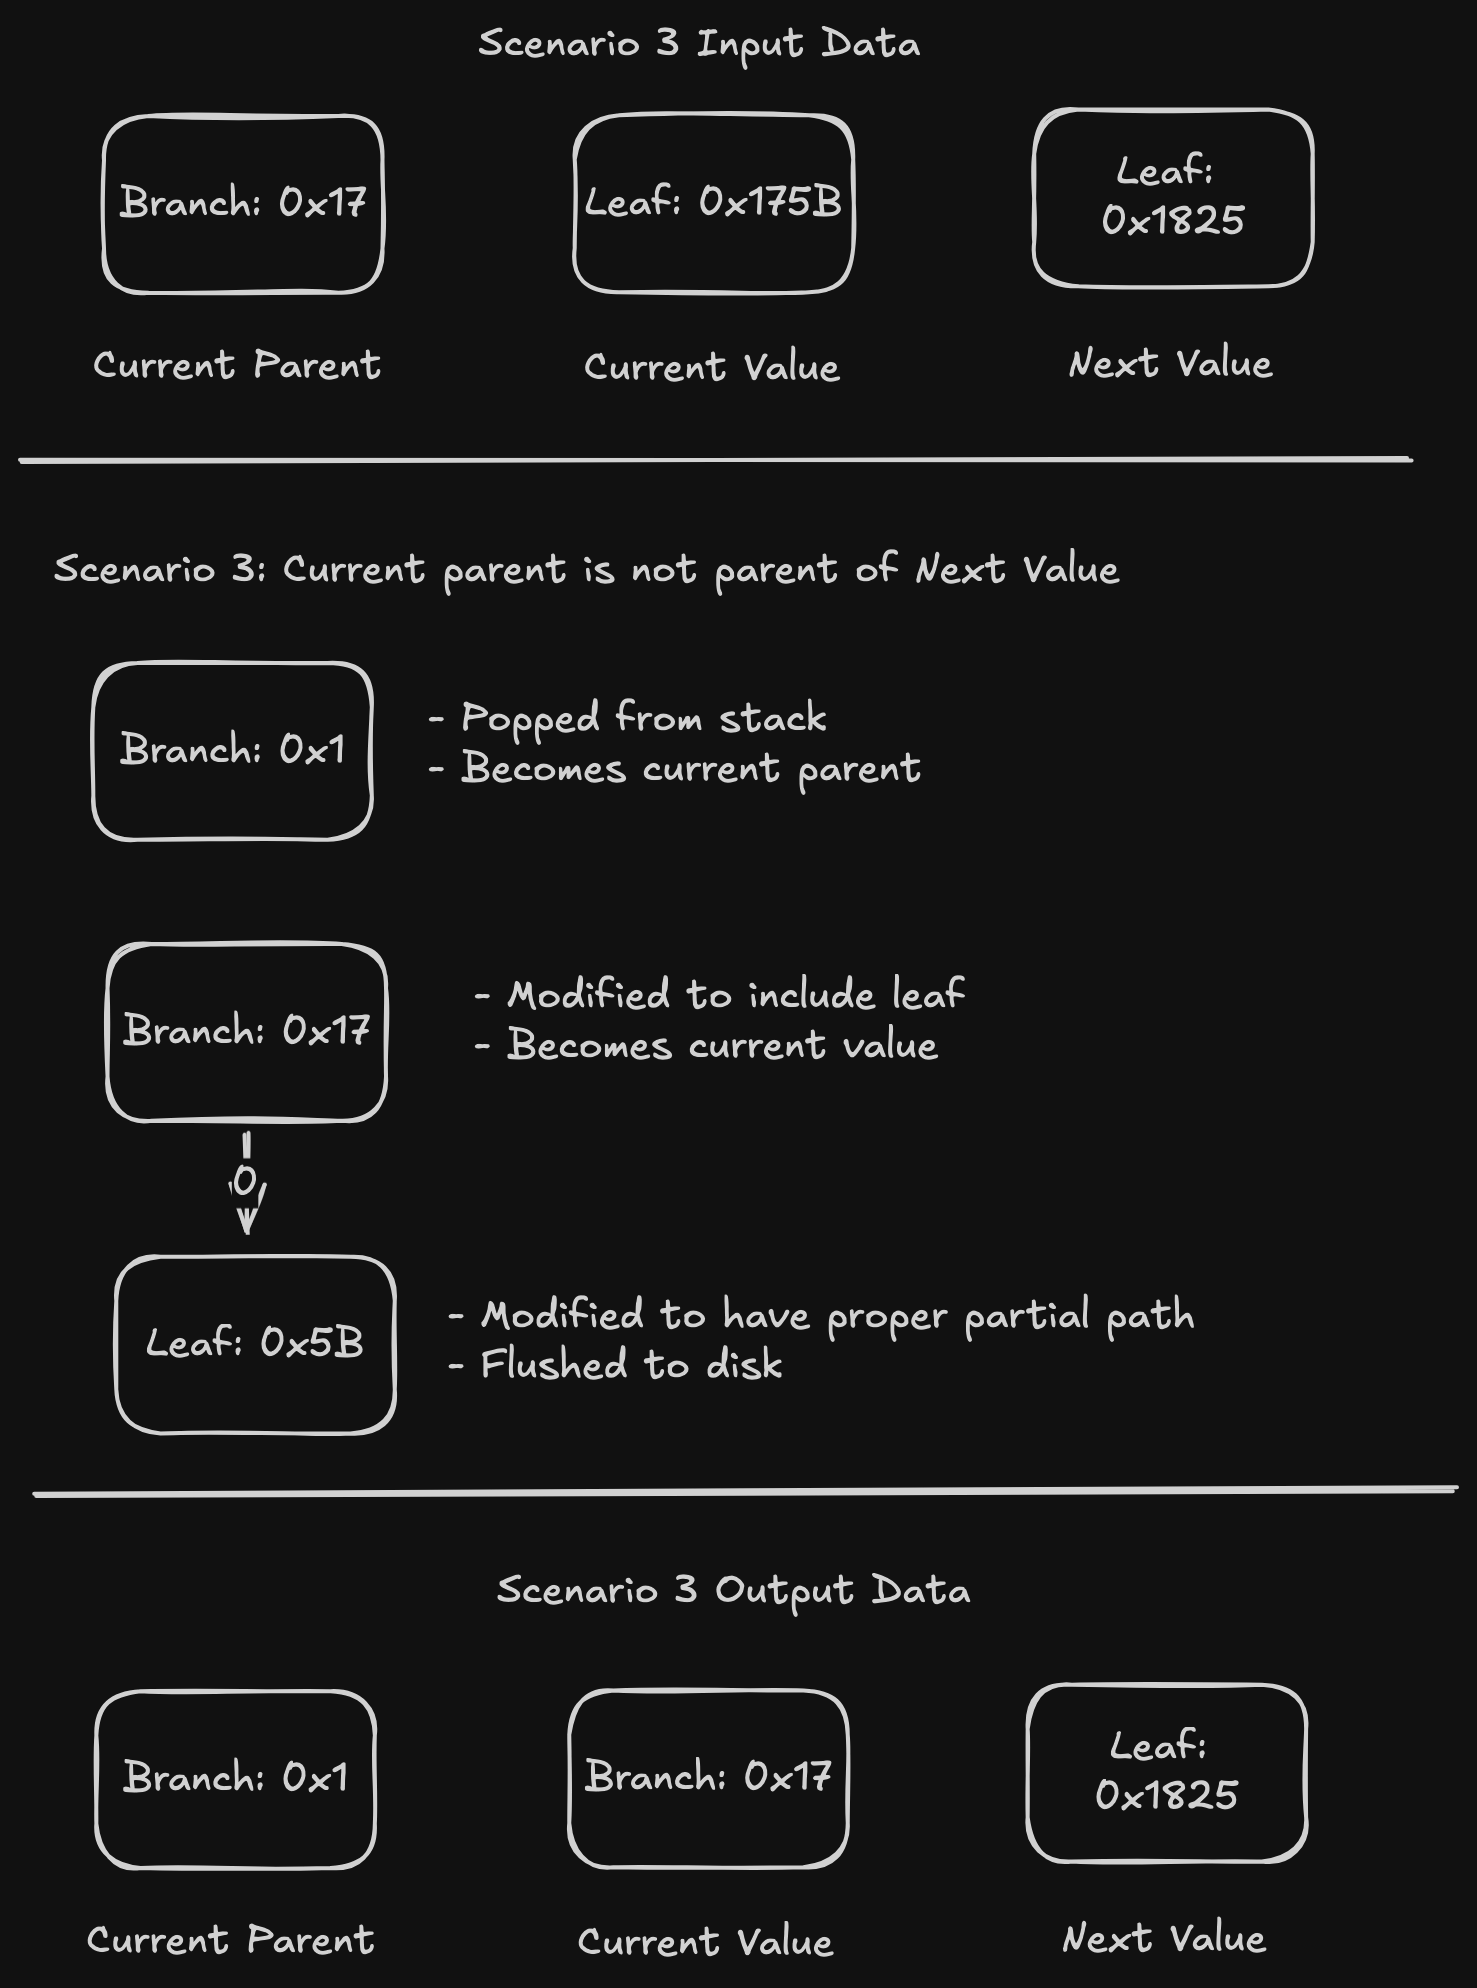 Scenario 3 Input Data
Branch: 0x17
Leaf: 0x175B
Leaf:
0x1825
Current Parent
Current Value
Next Value
Scenario 3: Current parent is not parent of Next Value
Branch: 0x1
- Popped from stack
- Becomes current parent
Branch: 0x17
- Modified to include leaf
- Becomes current value
0
Leaf: 0x5B
- Modified to have proper partial path
- Flushed to disk
Scenario 3 Output Data
Branch: 0x1
Branch: 0x17
Leaf:
0x1825
Current Parent
Current Value
Next Value